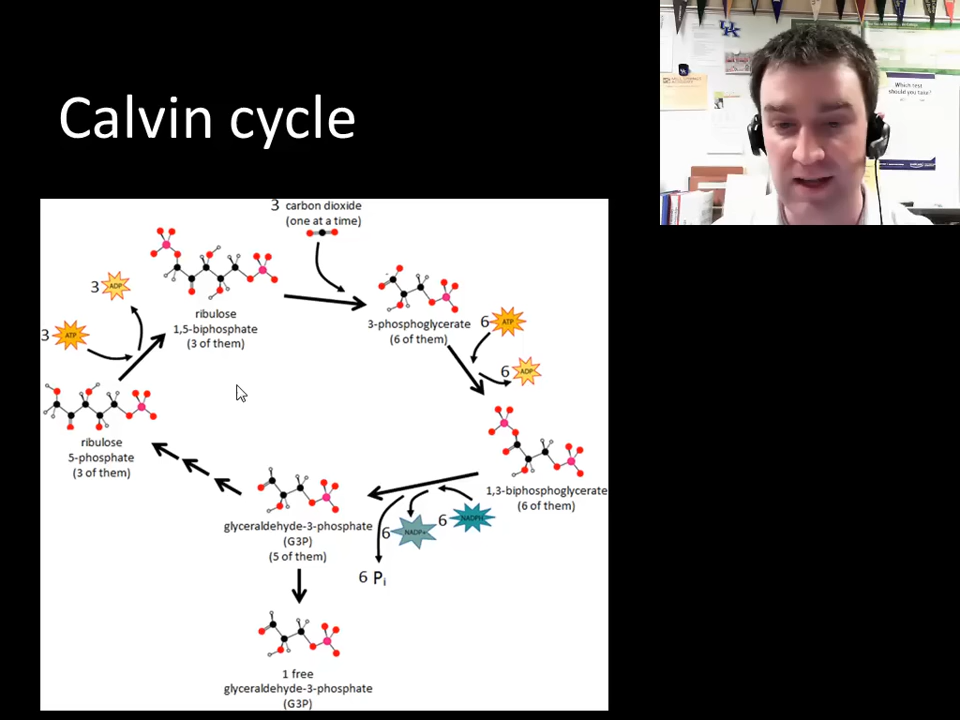 Calvin cycle
UK
Which test
should you take?
3 carbon dioxide
(one at a time)
3 ADP
ribulose
1,5-biphosphate
(3 of them)
3 ATP
3-phosphoglycerate
(6 of them)
6 ATP
6 ADP
ribulose
5-phosphate
(3 of them)
1,3-biphosphoglycerate
(6 of them)
glyceraldehyde-3-phosphate
(G3P)
(5 of them)
6 NADP+
6 NADPH
6 Pi
1 free
glyceraldehyde-3-phosphate
(G3P)